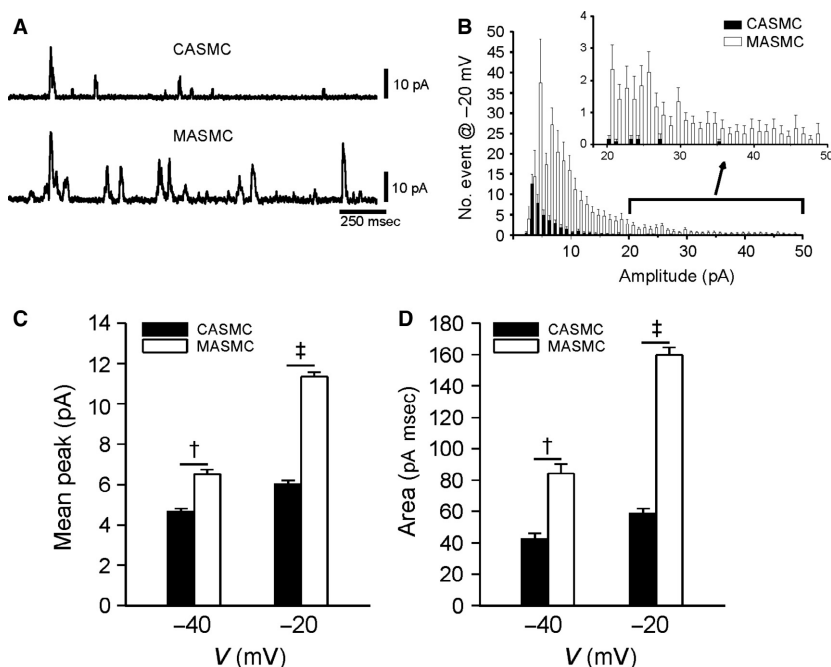 A
CASMC
10 pA
MASMC
10 pA
250 msec
B
No. event @ –20 mV
50
45
40
35
30
25
20
15
10
5
0
10
20
30
40
50
Amplitude (pA)
4
3
2
1
0
20
30
40
50
CASMC
MASMC
C
Mean peak (pA)
14
12
10
8
6
4
2
0
CASMC
MASMC
†
‡
–40
–20
V (mV)
D
Area (pA msec)
180
160
140
120
100
80
60
40
20
0
CASMC
MASMC
†
‡
–40
–20
V (mV)